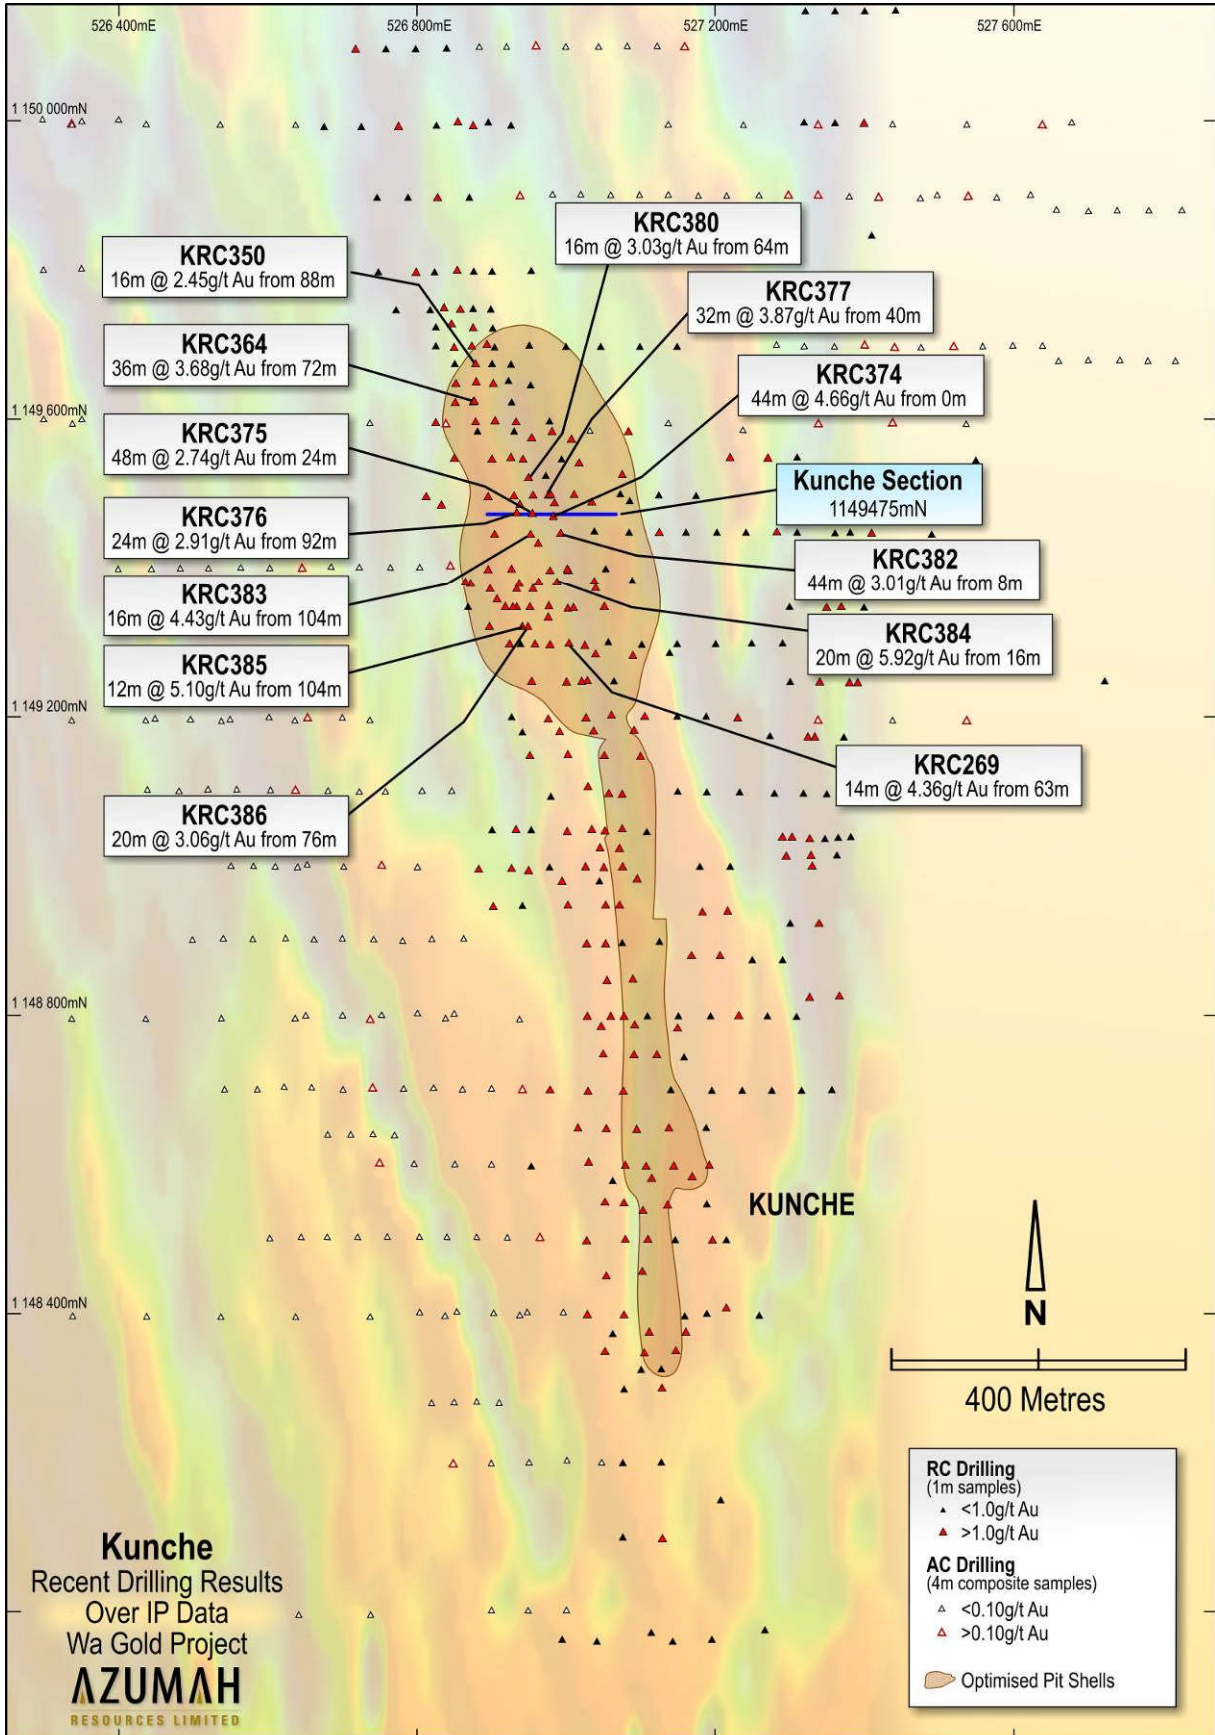 526 400mE
526 800mE
527 200mE
527 600mE
1 150 000mN
KRC380
16m @ 3.03g/t Au from 64m
KRC350
16m @ 2.45g/t Au from 88m
KRC377
32m @ 3.87g/t Au from 40m
KRC364
36m @ 3.68g/t Au from 72m
KRC374
44m @ 4.66g/t Au from 0m
1 149 600mN
KRC375
48m @ 2.74g/t Au from 24m
Kunche Section
1149475mN
KRC376
24m @ 2.91g/t Au from 92m
KRC382
44m @ 3.01g/t Au from 8m
KRC383
16m @ 4.43g/t Au from 104m
KRC384
20m @ 5.92g/t Au from 16m
KRC385
12m @ 5.10g/t Au from 104m
1 149 200mN
KRC269
14m @ 4.36g/t Au from 63m
KRC386
20m @ 3.06g/t Au from 76m
1 148 800mN
KUNCHE
1 148 400mN
N
400 Metres
RC Drilling
(1m samples)
<1.0g/t Au
>1.0g/t Au
AC Drilling
(4m composite samples)
<0.10g/t Au
>0.10g/t Au
Optimised Pit Shells
Kunche
Recent Drilling Results
Over IP Data
Wa Gold Project
AZUMAH
RESOURCES LIMITED